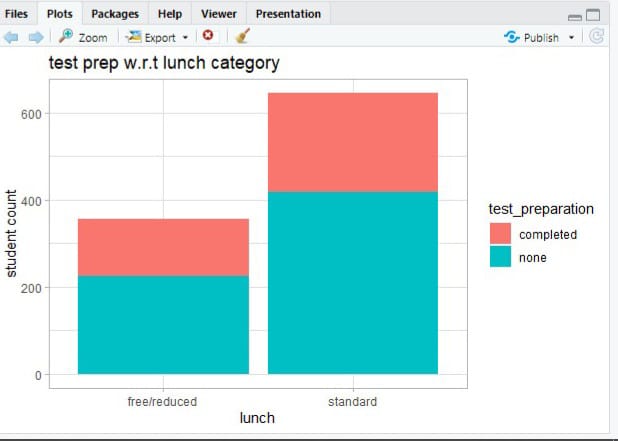 Files Plots Packages Help Viewer Presentation
Zoom Export Publish
test prep w.r.t lunch category
600
400
200
0
student count
free/reduced standard
lunch
test_preparation
completed
none